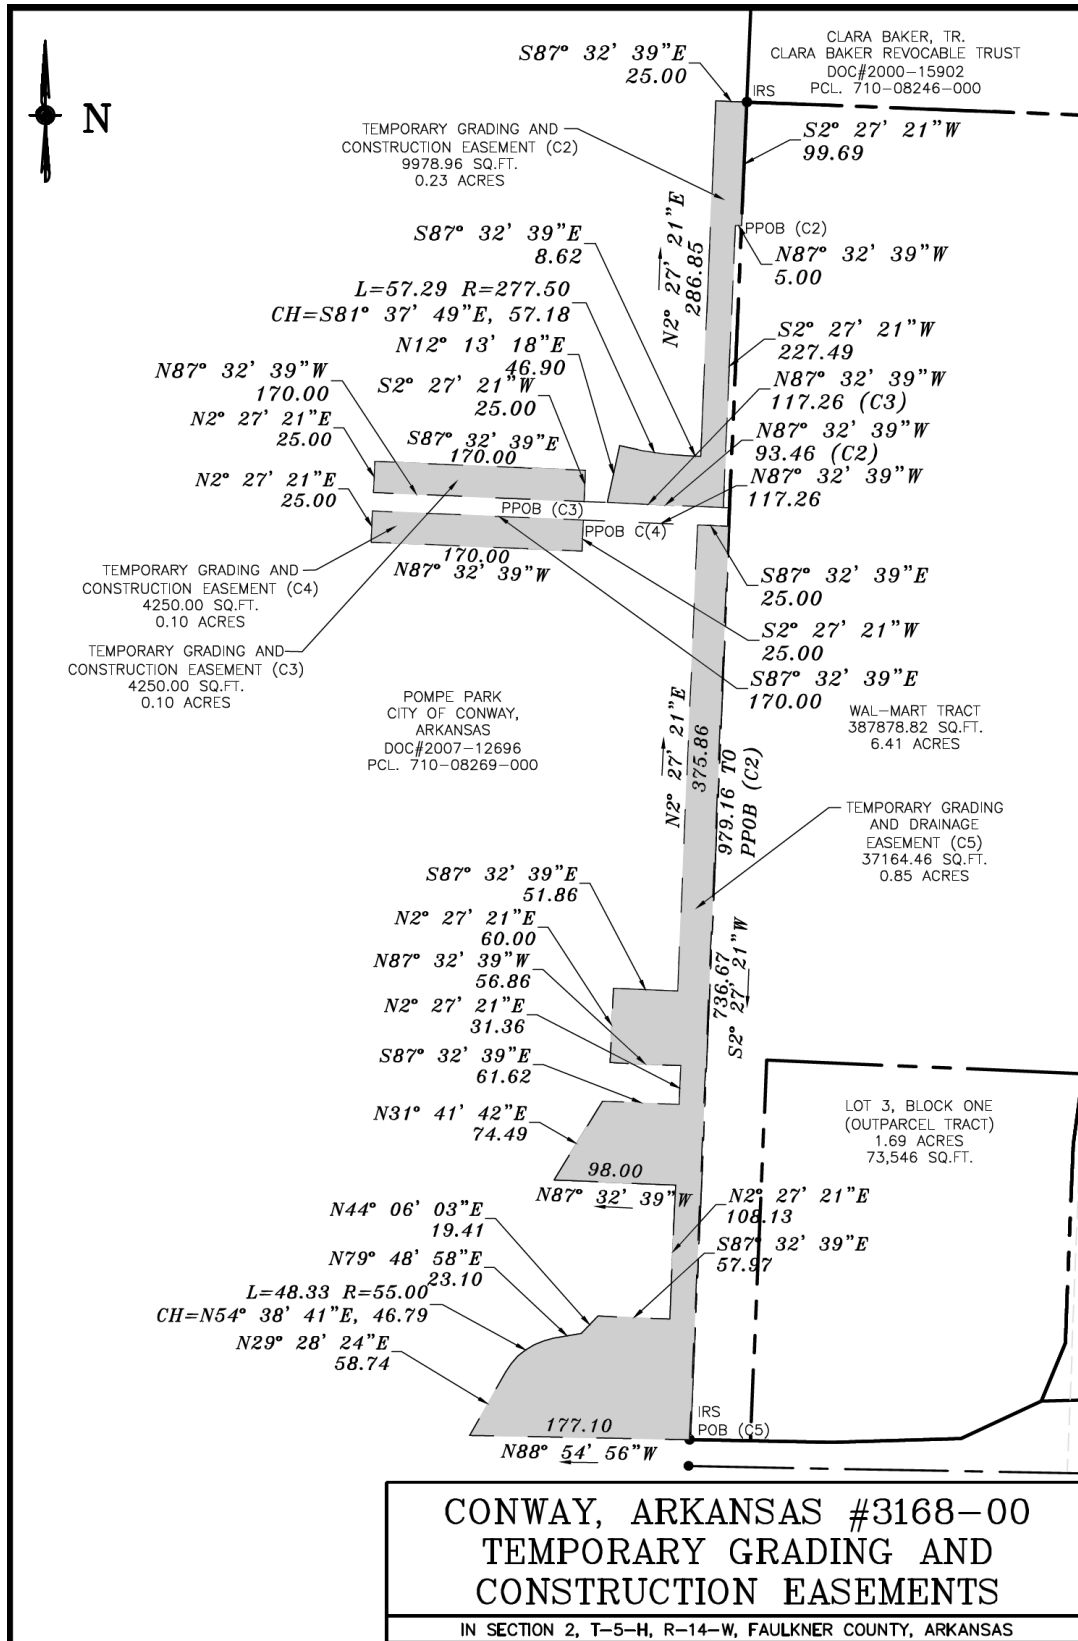 CLARA BAKER, TR.
CLARA BAKER REVOCABLE TRUST
DOC#2000-15902
PCL. 710-08246-000
S87° 32' 39"E
25.00
IRS
N
S2° 27' 21"W
99.69
TEMPORARY GRADING AND
CONSTRUCTION EASEMENT (C2)
9978.96 SQ.FT.
0.23 ACRES
PPOB (C2)
S87° 32' 39"E
8.62
N2° 27' 21"E
286.85
N87° 32' 39"W
5.00
L=57.29 R=277.50
CH=S81° 37' 49"E, 57.18
S2° 27' 21"W
227.49
N12° 13' 18"E
46.90
N87° 32' 39"W
170.00
S2° 27' 21"W
25.00
N87° 32' 39"W
117.26 (C3)
N2° 27' 21"E
25.00
S87° 32' 39"E
170.00
N87° 32' 39"W
93.46 (C2)
N2° 27' 21"E
25.00
N87° 32' 39"W
117.26
PPOB (C3)
PPOB C(4)
170.00
N87° 32' 39"W
TEMPORARY GRADING AND
CONSTRUCTION EASEMENT (C4)
4250.00 SQ.FT.
0.10 ACRES
S87° 32' 39"E
25.00
S2° 27' 21"W
25.00
TEMPORARY GRADING AND
CONSTRUCTION EASEMENT (C3)
4250.00 SQ.FT.
0.10 ACRES
S87° 32' 39"E
170.00
POMPE PARK
CITY OF CONWAY,
ARKANSAS
DOC#2007-12696
PCL. 710-08269-000
N2° 27' 21"E
375.86
979.16 TO
PPOB (C2)
WAL-MART TRACT
387878.82 SQ.FT.
6.41 ACRES
TEMPORARY GRADING
AND DRAINAGE
EASEMENT (C5)
37164.46 SQ.FT.
0.85 ACRES
S87° 32' 39"E
51.86
N2° 27' 21"E
60.00
N87° 32' 39"W
56.86
736.67
S2° 27' 21"W
N2° 27' 21"E
31.36
S87° 32' 39"E
61.62
N31° 41' 42"E
74.49
LOT 3, BLOCK ONE
(OUTPARCEL TRACT)
1.69 ACRES
73,546 SQ.FT.
98.00
N87° 32' 39"W
N2° 27' 21"E
108.13
N44° 06' 03"E
19.41
S87° 32' 39"E
57.97
N79° 48' 58"E
23.10
L=48.33 R=55.00
CH=N54° 38' 41"E, 46.79
N29° 28' 24"E
58.74
177.10
N88° 54' 56"W
IRS
POB (C5)
CONWAY, ARKANSAS #3168-00
TEMPORARY GRADING AND
CONSTRUCTION EASEMENTS
IN SECTION 2, T-5-H, R-14-W, FAULKNER COUNTY, ARKANSAS